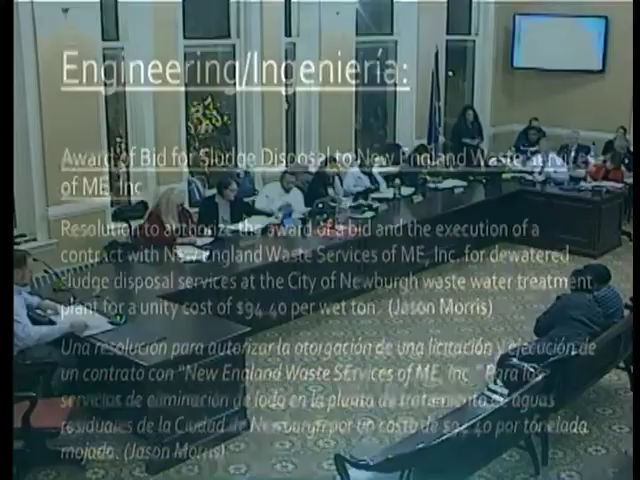 Engineering/Ingeniería:
Award of Bid for Sludge Disposal to New England Waste Services
of ME, Inc
Resolution to authorize the award of a bid and the execution of a
contract with New England Waste Services of ME, Inc. for dewatered
sludge disposal services at the City of Newburgh waste water treatment
plant for a unity cost of $94.40 per wet ton. (Jason Morris)
Una resolución para autorizar la otorgación de una licitación y ejecución de
un contrato con "New England Waste SErvices of ME, Inc." Para los
servicios de eliminación de lodo en la planta de tratamiento de aguas
residuales de la Ciudad de Newburgh por un costo de $94.40 por tonelada
mojada. (Jason Morris)